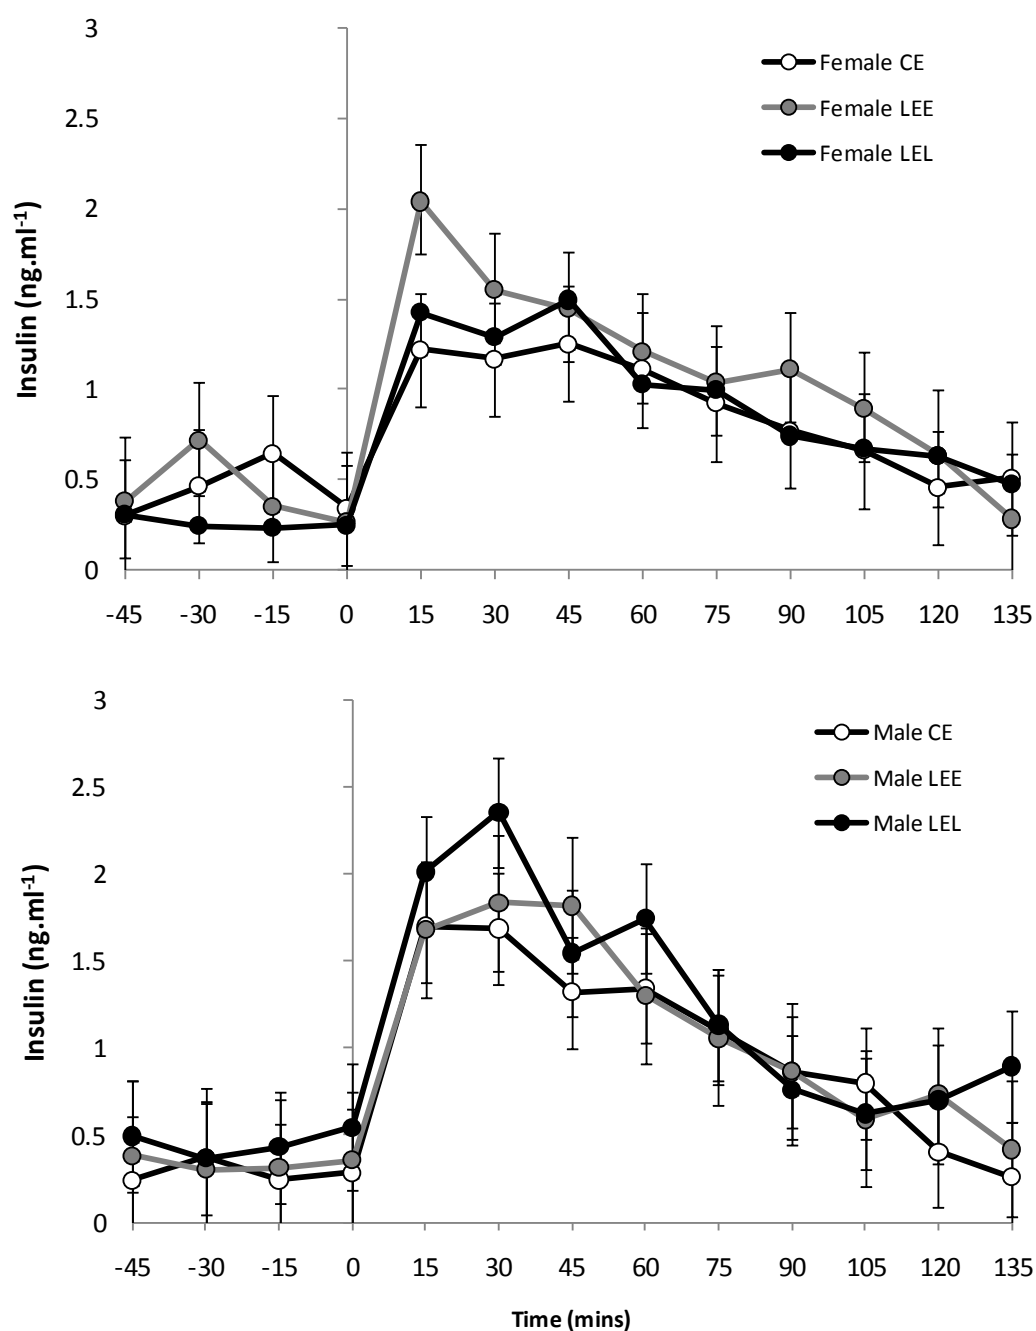 3
2.5
2
1.5
1
0.5
0
Insulin (ng.ml-1)
Female CE
Female LEE
Female LEL
-45 -30 -15 0 15 30 45 60 75 90 105 120 135
3
2.5
2
1.5
1
0.5
0
Insulin (ng.ml-1)
Male CE
Male LEE
Male LEL
-45 -30 -15 0 15 30 45 60 75 90 105 120 135
Time (mins)